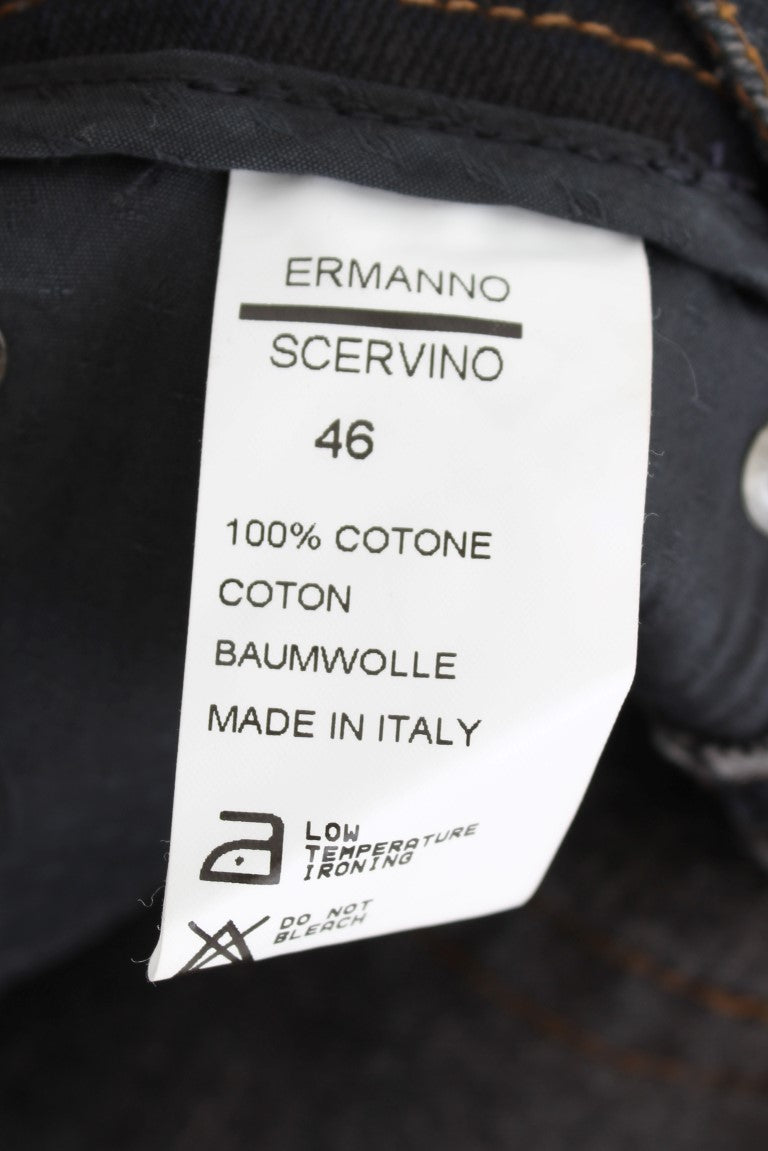 ERMANNO
SCERVINO
46
100% COTONE
COTON
BAUMWOLLE
MADE IN ITALY
LOW
TEMPERATURE
IRONING
DO NOT
BLEACH